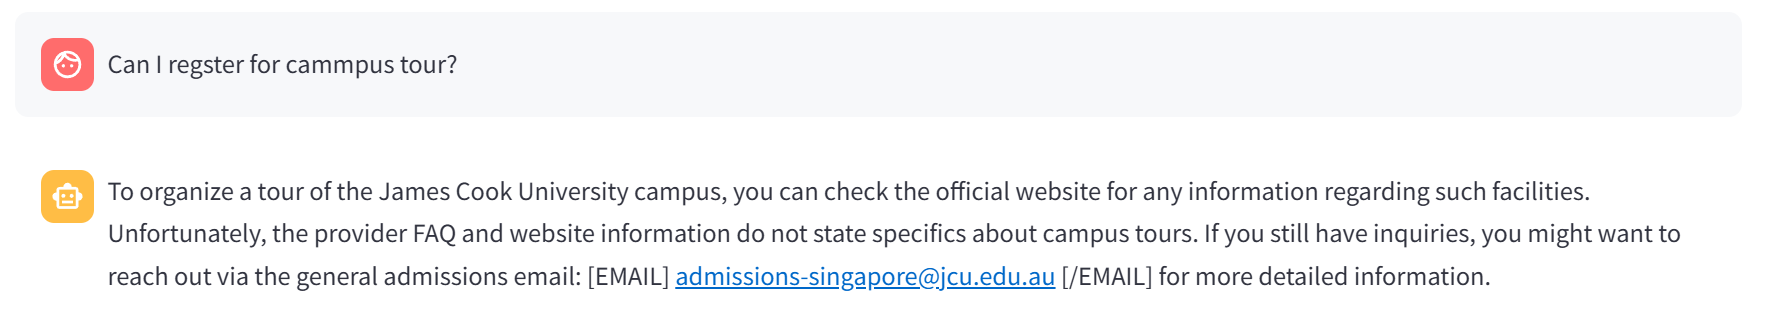 Can I regster for cammpus tour?
To organize a tour of the James Cook University campus, you can check the official website for any information regarding such facilities.
Unfortunately, the provider FAQ and website information do not state specifics about campus tours. If you still have inquiries, you might want to
reach out via the general admissions email: [EMAIL] admissions-singapore@jcu.edu.au [/EMAIL] for more detailed information.